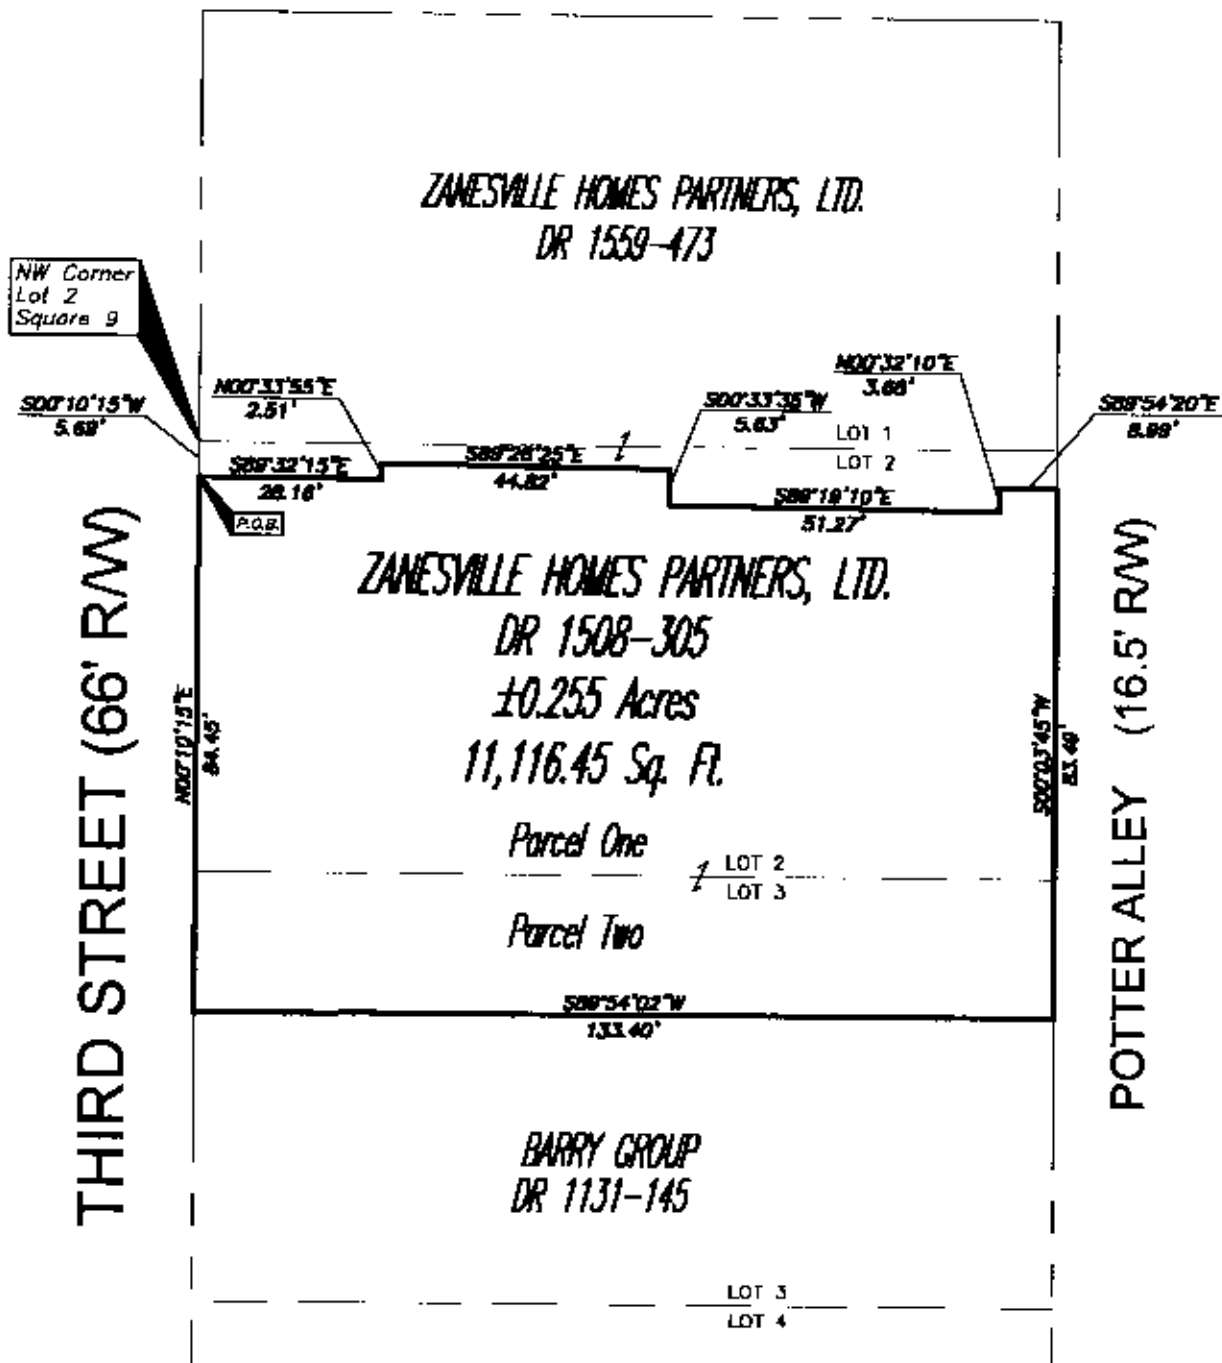 ZANESVILLE HOMES PARTNERS, LTD.
DR 1559-473
NW Corner
Lot 2
Square 9
S00°10'15"W
5.69'
N00°33'55"E
2.51'
S00°33'35"W
5.63'
N00°32'10"E
3.66'
S89°54'20"E
8.98'
LOT 1
LOT 2
S89°32'15"E
28.16'
S89°26'25"E
44.82'
S89°19'10"E
51.27'
P.O.B.
ZANESVILLE HOMES PARTNERS, LTD.
DR 1508-305
±0.255 Acres
11,116.45 Sq. Ft.
THIRD STREET (66' R/W)
N00°10'15"E
84.45'
S00°03'45"W
83.49'
POTTER ALLEY (16.5' R/W)
Parcel One
LOT 2
LOT 3
Parcel Two
S89°54'02"W
133.40'
BARRY GROUP
DR 1131-145
LOT 3
LOT 4